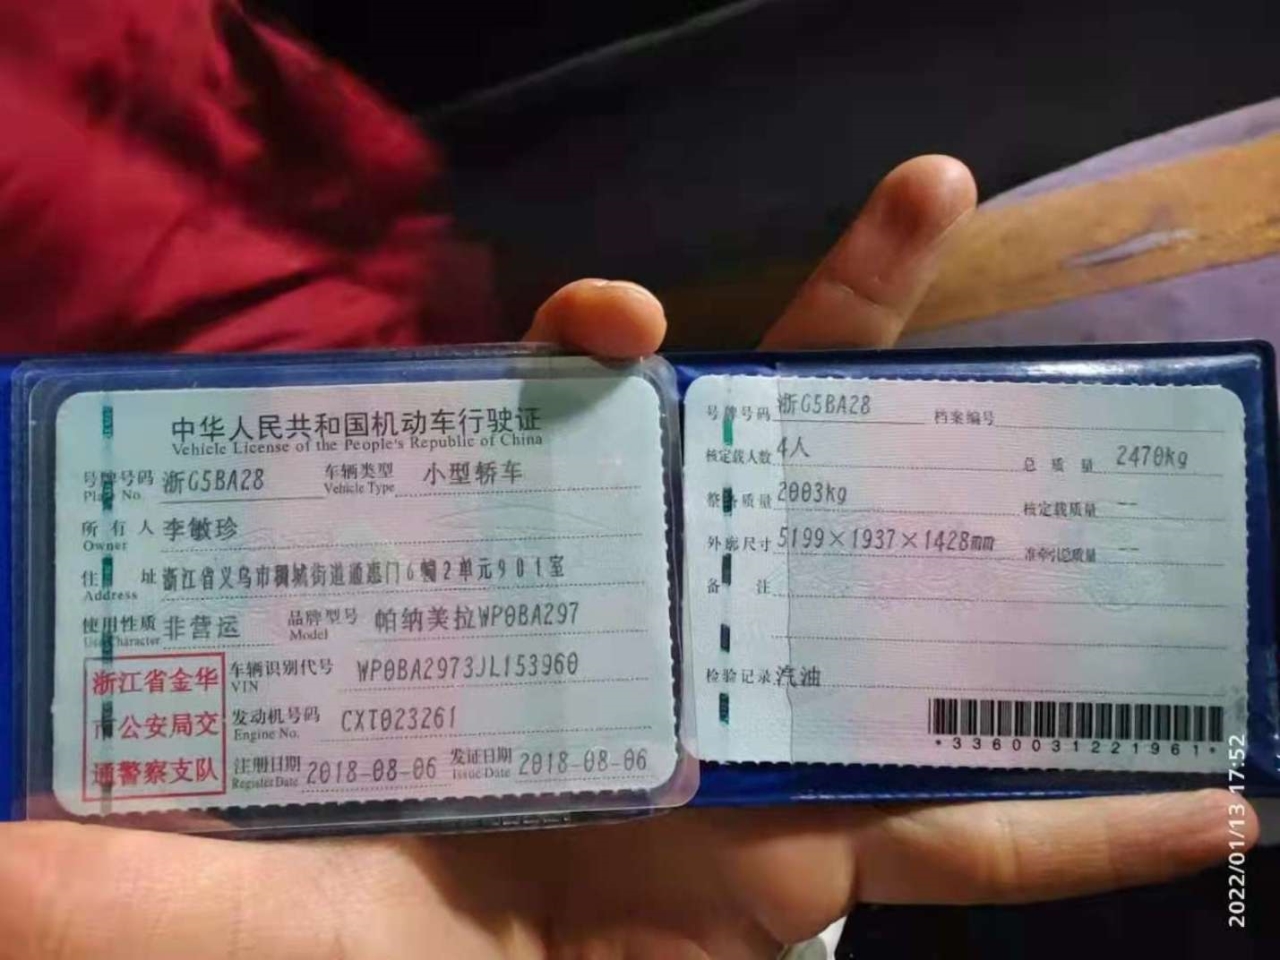 中华人民共和国机动车行驶证
Vehicle License of the People's Republic of China
号牌号码 浙G5BA28 车辆类型 小型轿车
Plate No. Vehicle Type
所有人 李敏珍
Owner
住址 浙江省义乌市稠城街道通惠门6幢2单元901室
Address
使用性质 非营运 品牌型号 帕纳美拉WP0BA297
Use Character Model
浙江省金华
市公安局交
通警察支队
车辆识别代号 WP0BA2973JL153960
VIN
发动机号码 CXT023261
Engine No.
注册日期 2018-08-06 发证日期 2018-08-06
Register Date Issue Date
号牌号码 浙G5BA28 档案编号
核定载人数 4人 总质量 2470kg
整备质量 2003kg 核定载质量 --
外廓尺寸 5199×1937×1428mm 准牵引总质量 --
备注
检验记录 汽油
*3360031221961*
2022/01/13 17:52